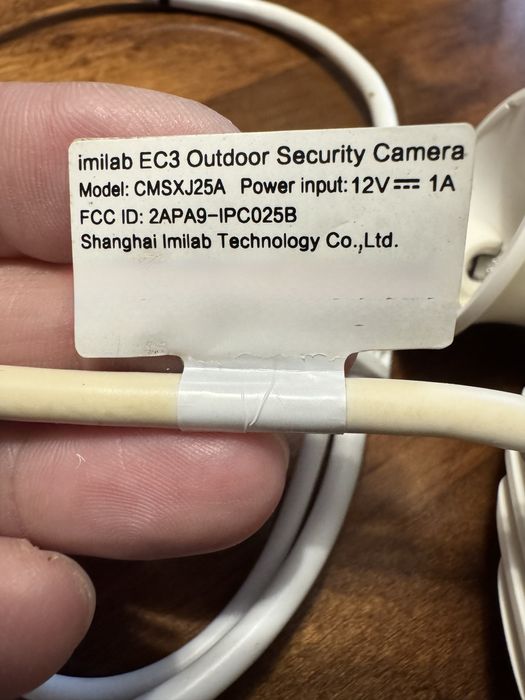 imilab EC3 Outdoor Security Camera
Model: CMSXJ25A Power input: 12V⎓ 1A
FCC ID: 2APA9-IPC025B
Shanghai Imilab Technology Co.,Ltd.